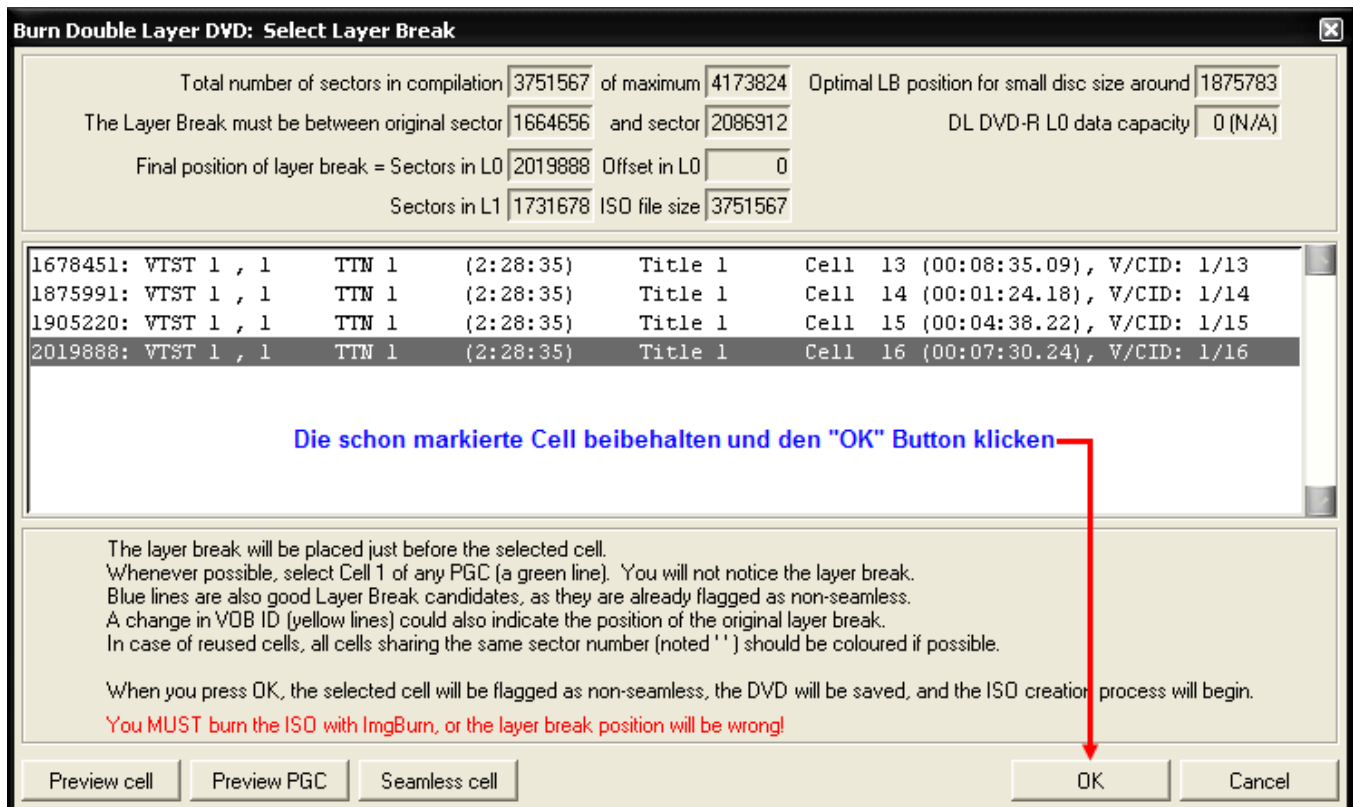 Burn Double Layer DVD: Select Layer Break
Total number of sectors in compilation 3751567 of maximum 4173824 Optimal LB position for small disc size around 1875783
The Layer Break must be between original sector 1664656 and sector 2086912 DL DVD-R L0 data capacity 0 (N/A)
Final position of layer break = Sectors in L0 2019888 Offset in L0 0
Sectors in L1 1731678 ISO file size 3751567
1678451: VTST 1 , 1 TTN 1 (2:28:35) Title 1 Cell 13 (00:08:35.09), V/CID: 1/13
1875991: VTST 1 , 1 TTN 1 (2:28:35) Title 1 Cell 14 (00:01:24.18), V/CID: 1/14
1905220: VTST 1 , 1 TTN 1 (2:28:35) Title 1 Cell 15 (00:04:38.22), V/CID: 1/15
2019888: VTST 1 , 1 TTN 1 (2:28:35) Title 1 Cell 16 (00:07:30.24), V/CID: 1/16
Die schon markierte Cell beibehalten und den "OK" Button klicken
The layer break will be placed just before the selected cell.
Whenever possible, select Cell 1 of any PGC (a green line). You will not notice the layer break.
Blue lines are also good Layer Break candidates, as they are already flagged as non-seamless.
A change in VOB ID (yellow lines) could also indicate the position of the original layer break.
In case of reused cells, all cells sharing the same sector number (noted ' ' ) should be coloured if possible.
When you press OK, the selected cell will be flagged as non-seamless, the DVD will be saved, and the ISO creation process will begin.
You MUST burn the ISO with ImgBurn, or the layer break position will be wrong!
Preview cell Preview PGC Seamless cell OK Cancel